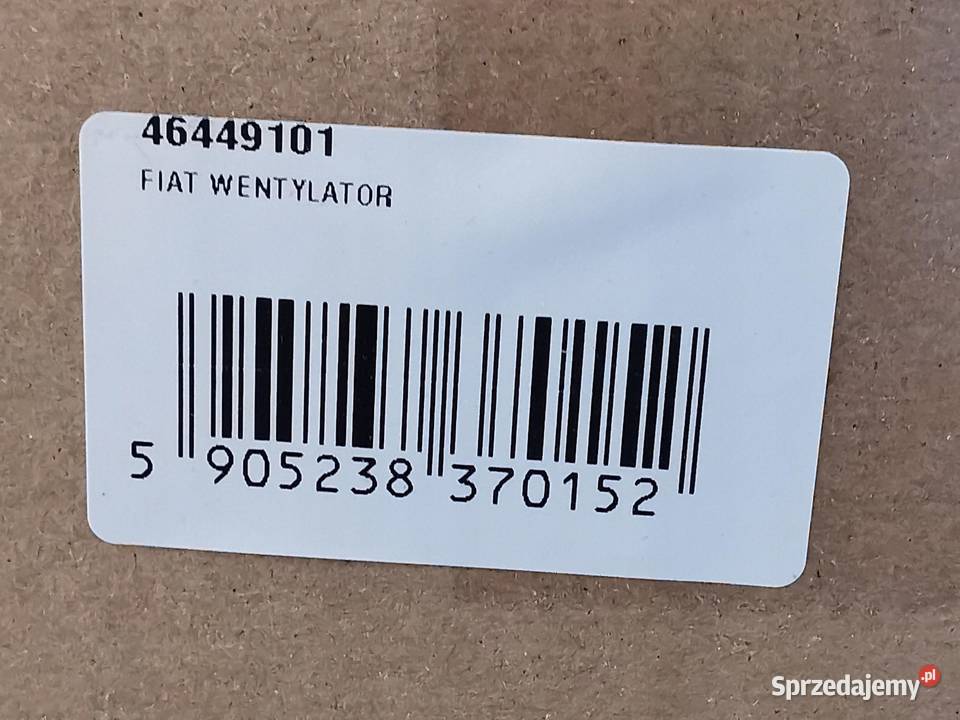 46449101
FIAT WENTYLATOR
5 905238 370152
Sprzedajemy.pl